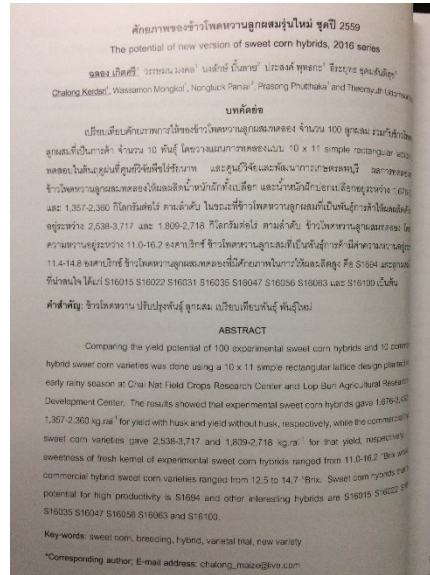 ศักยภาพของข้าวโพดหวานลูกผสมรุ่นใหม่ ชุดปี 2559
The potential of new version of sweet corn hybrids, 2016 series
ฉลอง เกิดศรี วรรษมน มงคล นงลักษ์ ปั้นลาย ประสงค์ พุทธกะ
Chalong Kerdsri, Wassamon Mongkol, Nongluck Panlai, Prasong Phutthaka and Theerayuth
บทคัดย่อ
เปรียบเทียบศักยภาพการให้ของข้าวโพดหวานลูกผสมทดลอง จำนวน 100 ลูกผสม ร่วมกับ
ลูกผสมที่เป็นการค้า จำนวน 10 พันธุ์ โดยวางแผนการทดลองแบบ 10 x 11 simple rectangular lattice
ทดสอบในต้นฤดูฝนที่ศูนย์วิจัยพืชไร่ชัยนาท และศูนย์วิจัยและพัฒนาการเกษตรลพบุรี ผลการทดลอง
ข้าวโพดหวานลูกผสมทดลองให้ผลผลิตน้ำหนักฝักทั้งเปลือก และน้ำหนักฝักปอกเปลือกอยู่ระหว่าง
และ 1,357-2,360 กิโลกรัมต่อไร่ ตามลำดับ ในขณะที่ข้าวโพดหวานลูกผสมที่เป็นพันธุ์การค้าให้ผลผลิต
อยู่ระหว่าง 2,538-3,717 และ 1,809-2,718 กิโลกรัมต่อไร่ ตามลำดับ ข้าวโพดหวานลูกผสมทดลอง
ความหวานอยู่ระหว่าง 11.0-16.2 องศาบริกซ์ ข้าวโพดหวานลูกผสมที่เป็นพันธุ์การค้ามีค่าความหวานอยู่
11.4-14.8 องศาบริกซ์ ข้าวโพดหวานลูกผสมทดลองที่มีศักยภาพในการให้ผลผลิตสูง คือ S1694 และลูกผสม
ที่น่าสนใจ ได้แก่ S16015 S16022 S16031 S16035 S16047 S16056 S16063 และ S16100 เป็นต้น
คำสำคัญ: ข้าวโพดหวาน ปรับปรุงพันธุ์ ลูกผสม เปรียบเทียบพันธุ์ พันธุ์ใหม่
ABSTRACT
Comparing the yield potential of 100 experimental sweet corn hybrids and 10
hybrid sweet corn varieties was done using a 10 x 11 simple rectangular lattice design planted
early rainy season at Chai Nat Field Crops Research Center and Lop Buri Agricultural Research
Development Center. The results showed that experimental sweet corn hybrids gave
1,357-2,360 kg.rai⁻¹ for yield with husk and yield without husk, respectively, while the
sweet corn varieties gave 2,538-3,717 and 1,809-2,718 kg.rai⁻¹ for that yield, respectively.
sweetness of fresh kernel of experimental sweet corn hybrids ranged from 11.0-16.2 °Brix
commercial hybrid sweet corn varieties ranged from 12.5 to 14.7 °Brix. Sweet corn hybrids
potential for high productivity is S1694 and other interesting hybrids are S16015 S16022
S16035 S16047 S16056 S16063 and S16100.
Key-words: sweet corn, breeding, hybrid, varietal trial, new variety
*Corresponding author; E-mail address: chalong_maize@live.com